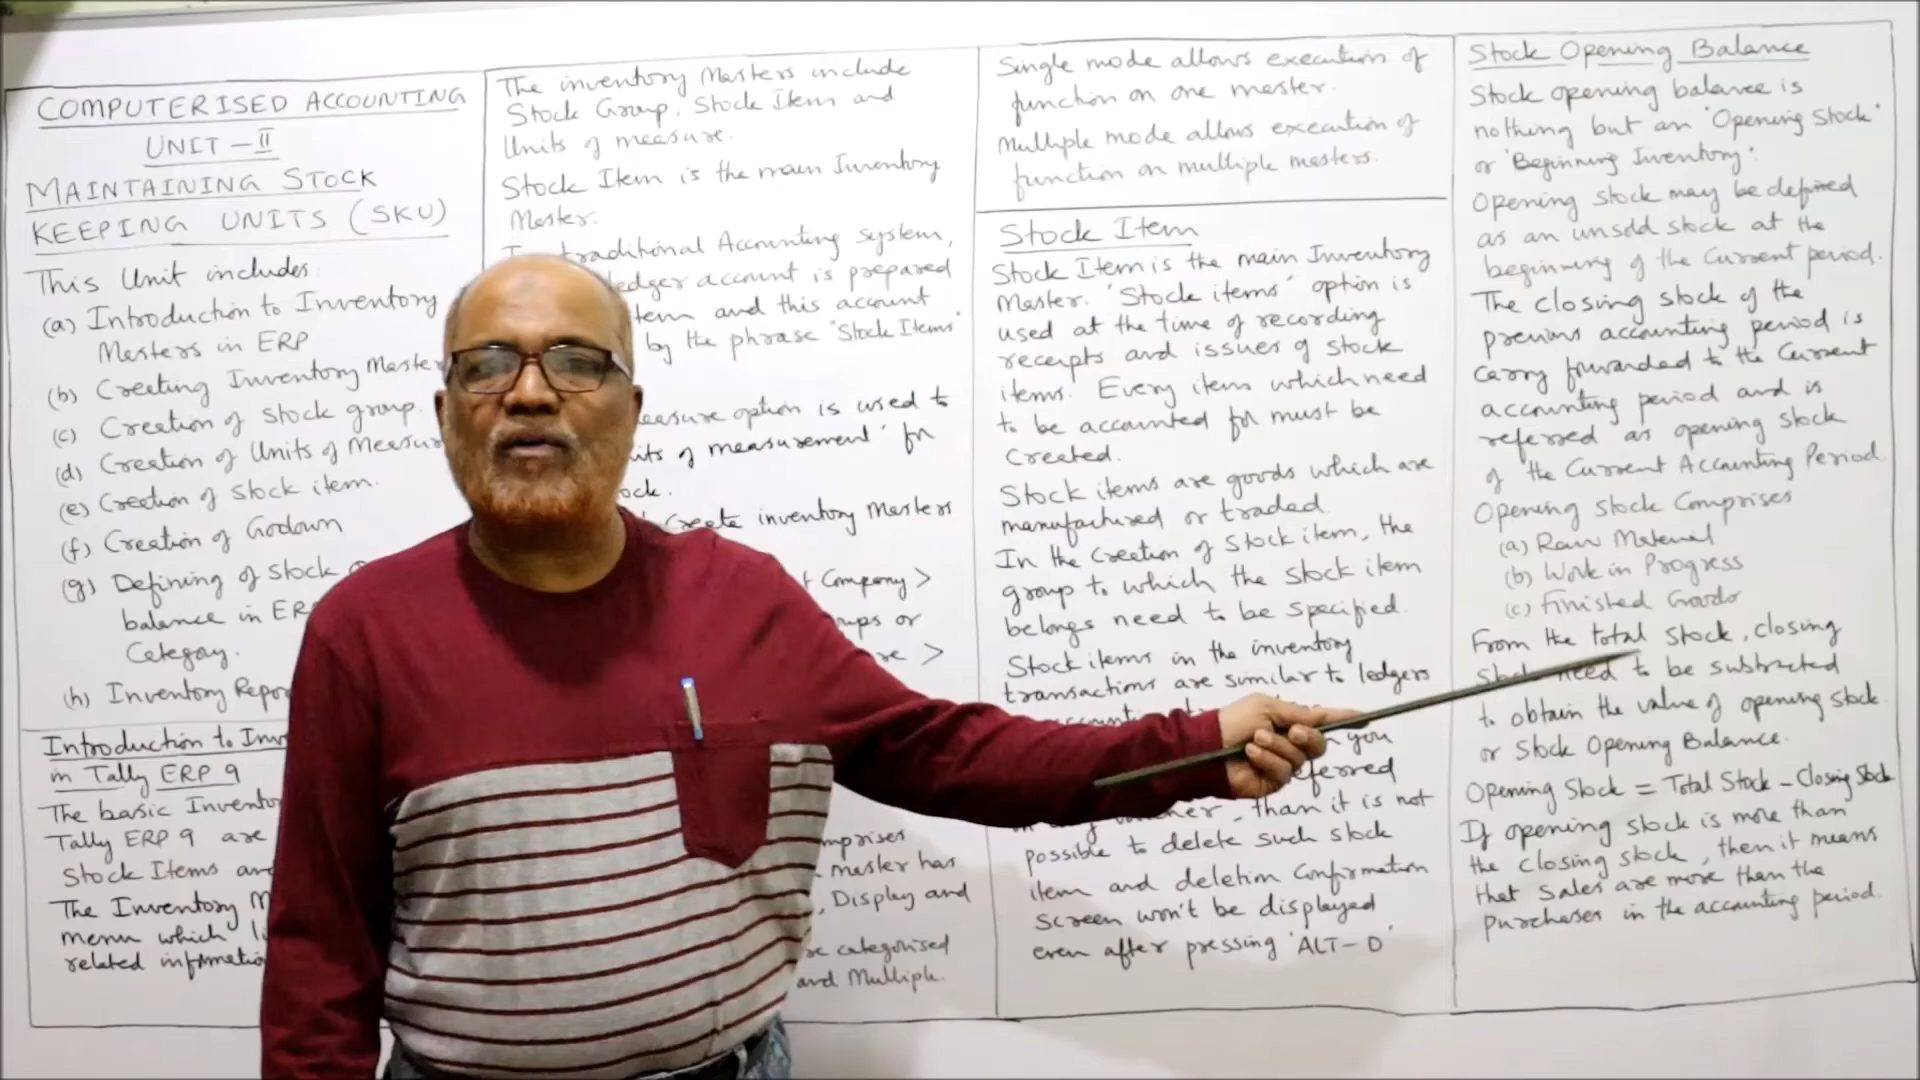 COMPUTERISED ACCOUNTING
UNIT - II
MAINTAINING STOCK
KEEPING UNITS (SKU)
This Unit includes:
(a) Introduction to Inventory
Masters in ERP
(b) Creating Inventory Master
(c) Creation of Stock group.
(d) Creation of Units of Measur
(e) Creation of Stock item.
(f) Creation of Godown
(g) Defining of Stock
balance in ER
Category.
(h) Inventory Repor
Introduction to Inv
in Tally ERP 9
The basic Invento
Tally ERP 9 are
Stock Items an
The Inventory M
menu which li
related informatio
The inventory Masters include
Stock Group, Stock Item and
Units of measure.
Stock Item is the main Inventory
Master.
traditional Accounting system,
ledger account is prepared
tem and this account
by the phrase "Stock Items"
easure option is used to
its of measurement' for
ock.
Create inventory Masters
t Company >
ups or
re >
mprises
master has
, Display and
re categorised
and Multiple.
Single mode allows execution of
function on one master.
Multiple mode allows execution of
function on multiple masters.
Stock Item
Stock Item is the main Inventory
Master. 'Stock items' option is
used at the time of recording
receipts and issues of stock
items. Every item which need
to be accounted for must be
Created.
Stock items are goods which are
manufactured or traded.
In the creation of Stock item, the
group to which the Stock item
belongs need to be specified.
Stock items in the inventory
transactions are similar to ledgers
you
eferred
, than it is not
possible to delete such stock
item and deletion Confirmation
Screen won't be displayed
even after pressing 'ALT-D'
Stock Opening Balance
Stock opening balance is
nothing but an 'Opening Stock'
or 'Beginning Inventory'.
Opening Stock may be defined
as an unsold stock at the
beginning of the Current period.
The closing stock of the
previous accounting period is
carry forwarded to the Current
accounting period and is
referred as opening stock
of the Current Accounting Period.
Opening Stock Comprises
(a) Raw Material
(b) Work in Progress
(c) Finished Goods
From the total Stock, closing
Stock need to be substracted
to obtain the value of opening stock
or Stock Opening Balance.
Opening Stock = Total Stock - Closing Stock
If opening stock is more than
the closing stock, then it means
that Sales are more than the
purchases in the accounting period.